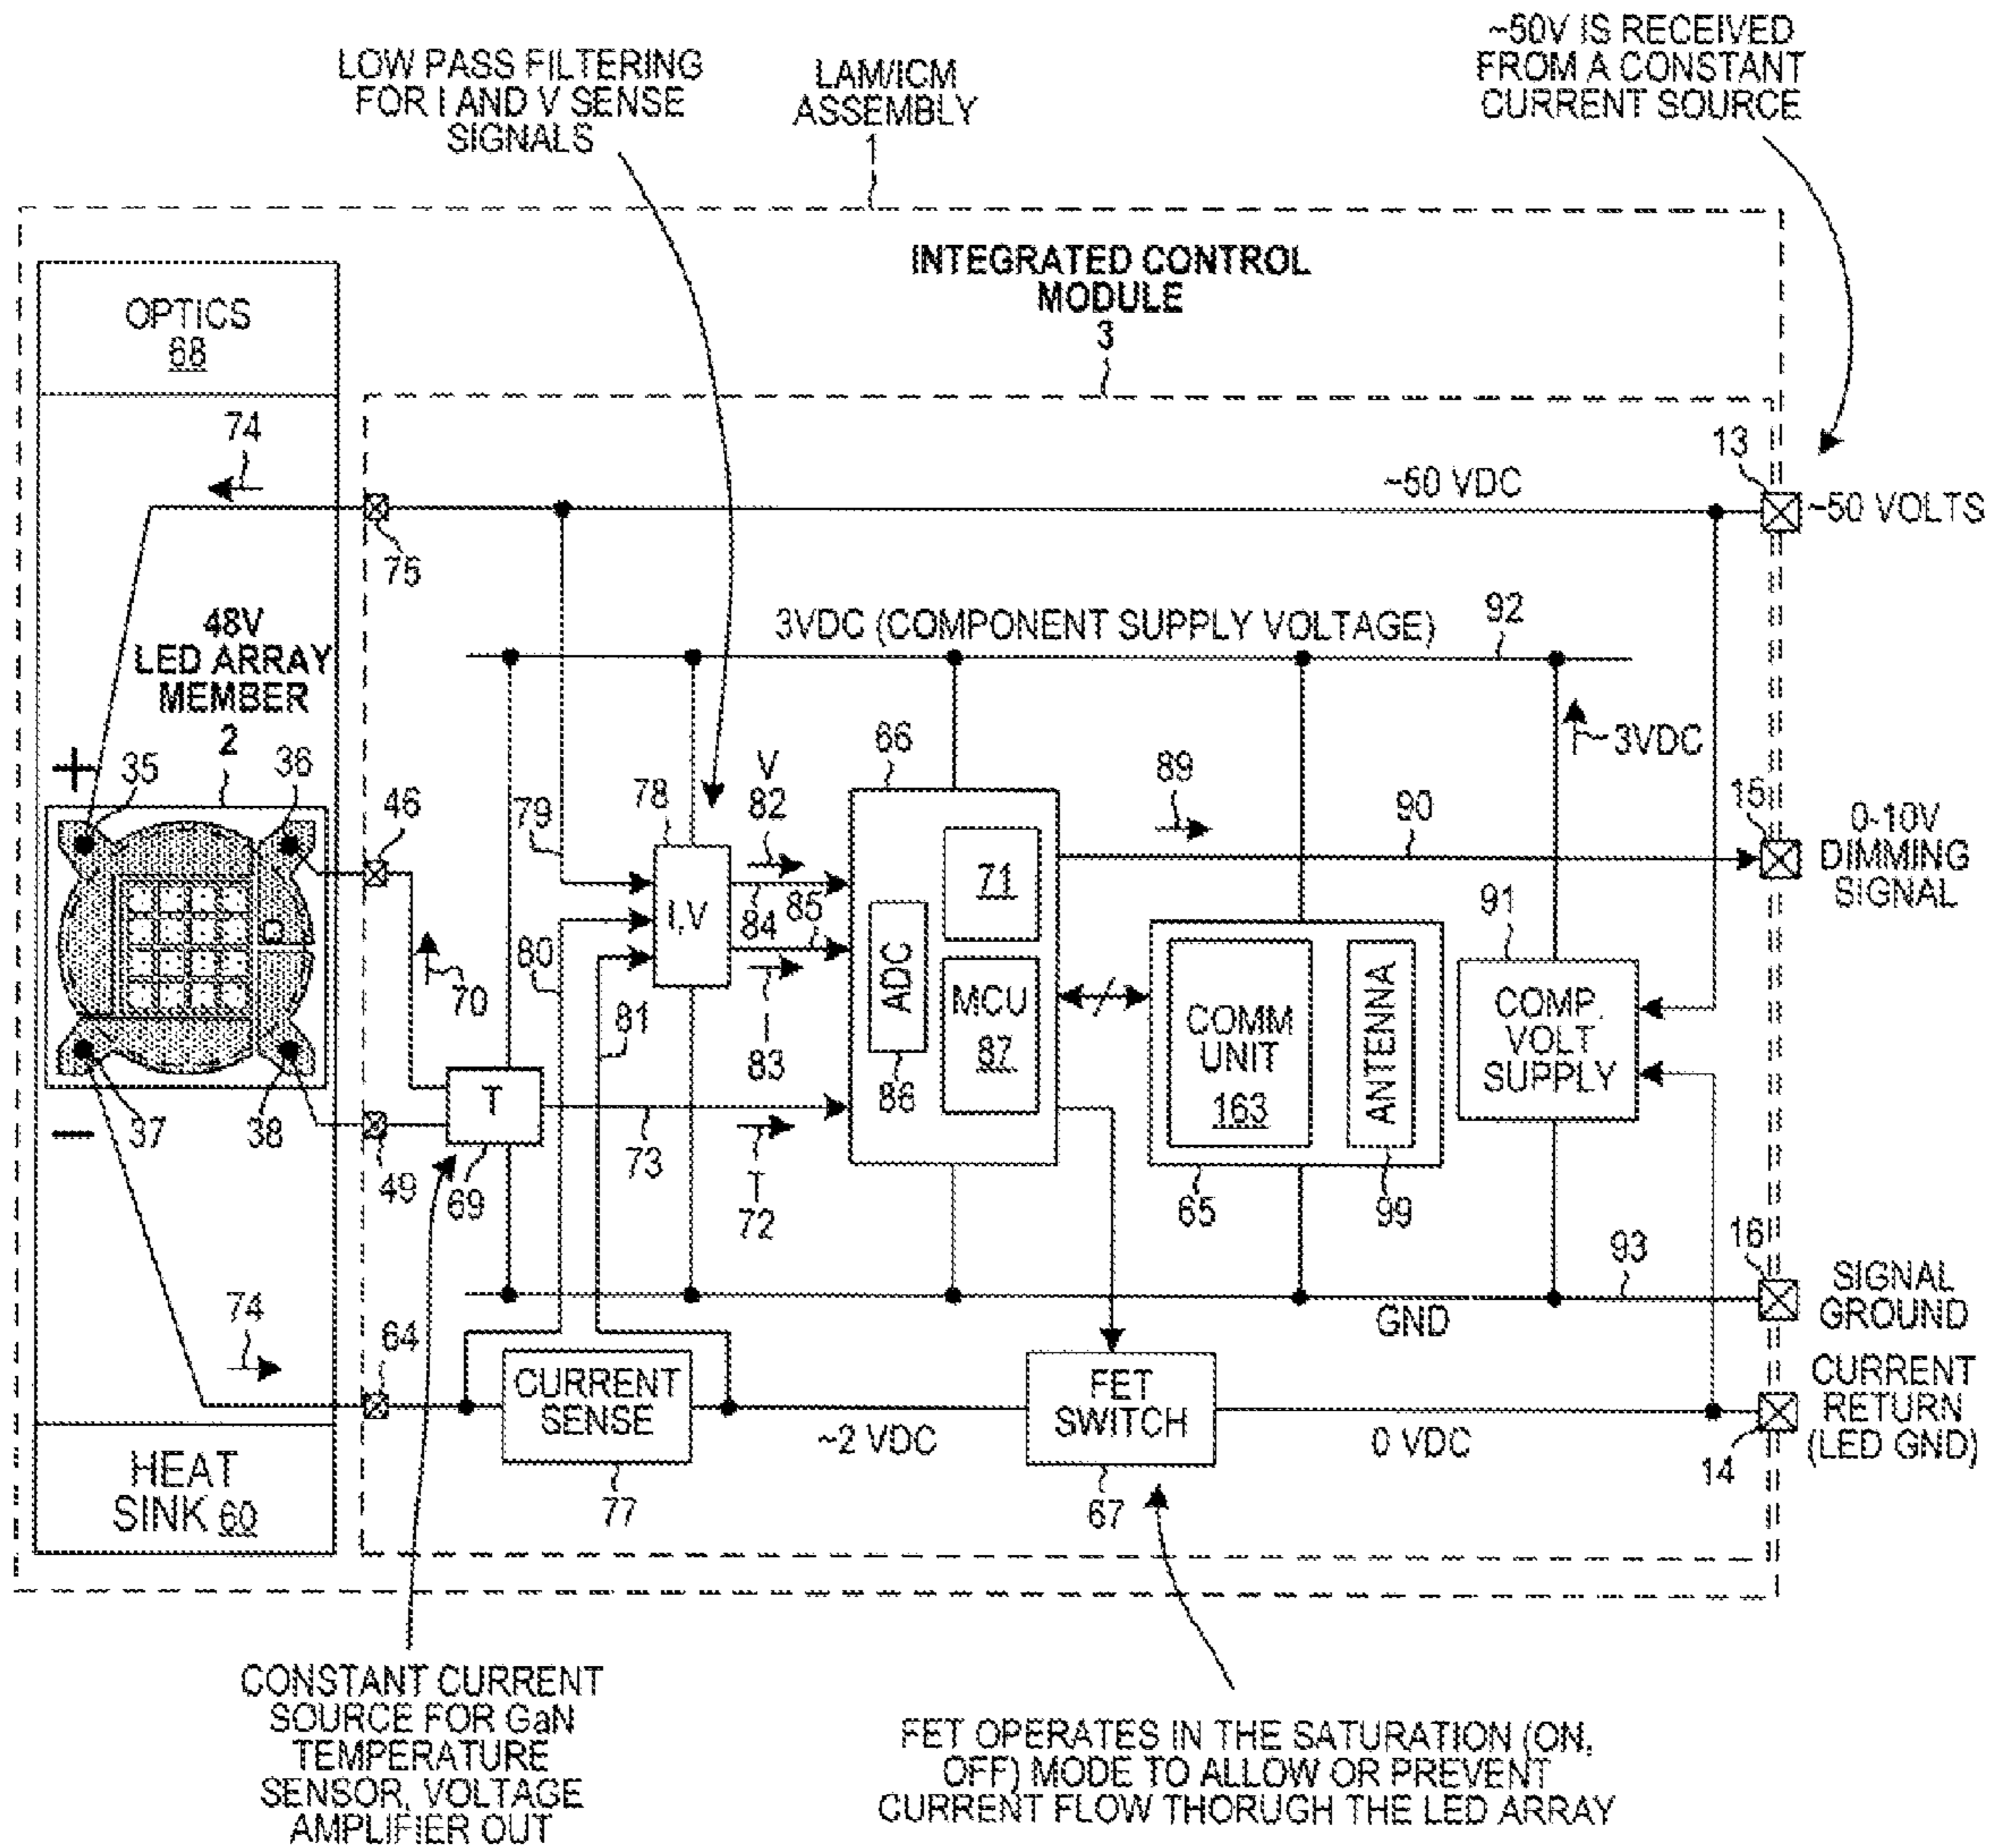 LOW PASS FILTERING
FOR I AND V SENSE
SIGNALS
LAM/ICM
ASSEMBLY
1
~50V IS RECEIVED
FROM A CONSTANT
CURRENT SOURCE
INTEGRATED CONTROL
MODULE
3
OPTICS
68
74
75
13
~50 VDC
~50 VOLTS
48V
LED ARRAY
MEMBER
2
3VDC (COMPONENT SUPPLY VOLTAGE)
92
~3VDC
+
35
36
46
79
78
V
82
66
89
90
15
0-10V
DIMMING
SIGNAL
70
80
81
I,V
84
85
I
83
71
ADC
86
MCU
87
COMM
UNIT
163
ANTENNA
91
COMP.
VOLT
SUPPLY
—
37
38
49
T
69
73
T
72
65
99
93
16
GND
SIGNAL
GROUND
74
64
CURRENT
SENSE
77
~2 VDC
FET
SWITCH
67
0 VDC
14
CURRENT
RETURN
(LED GND)
HEAT
SINK 60
CONSTANT CURRENT
SOURCE FOR GaN
TEMPERATURE
SENSOR, VOLTAGE
AMPLIFIER OUT
FET OPERATES IN THE SATURATION (ON,
OFF) MODE TO ALLOW OR PREVENT
CURRENT FLOW THORUGH THE LED ARRAY